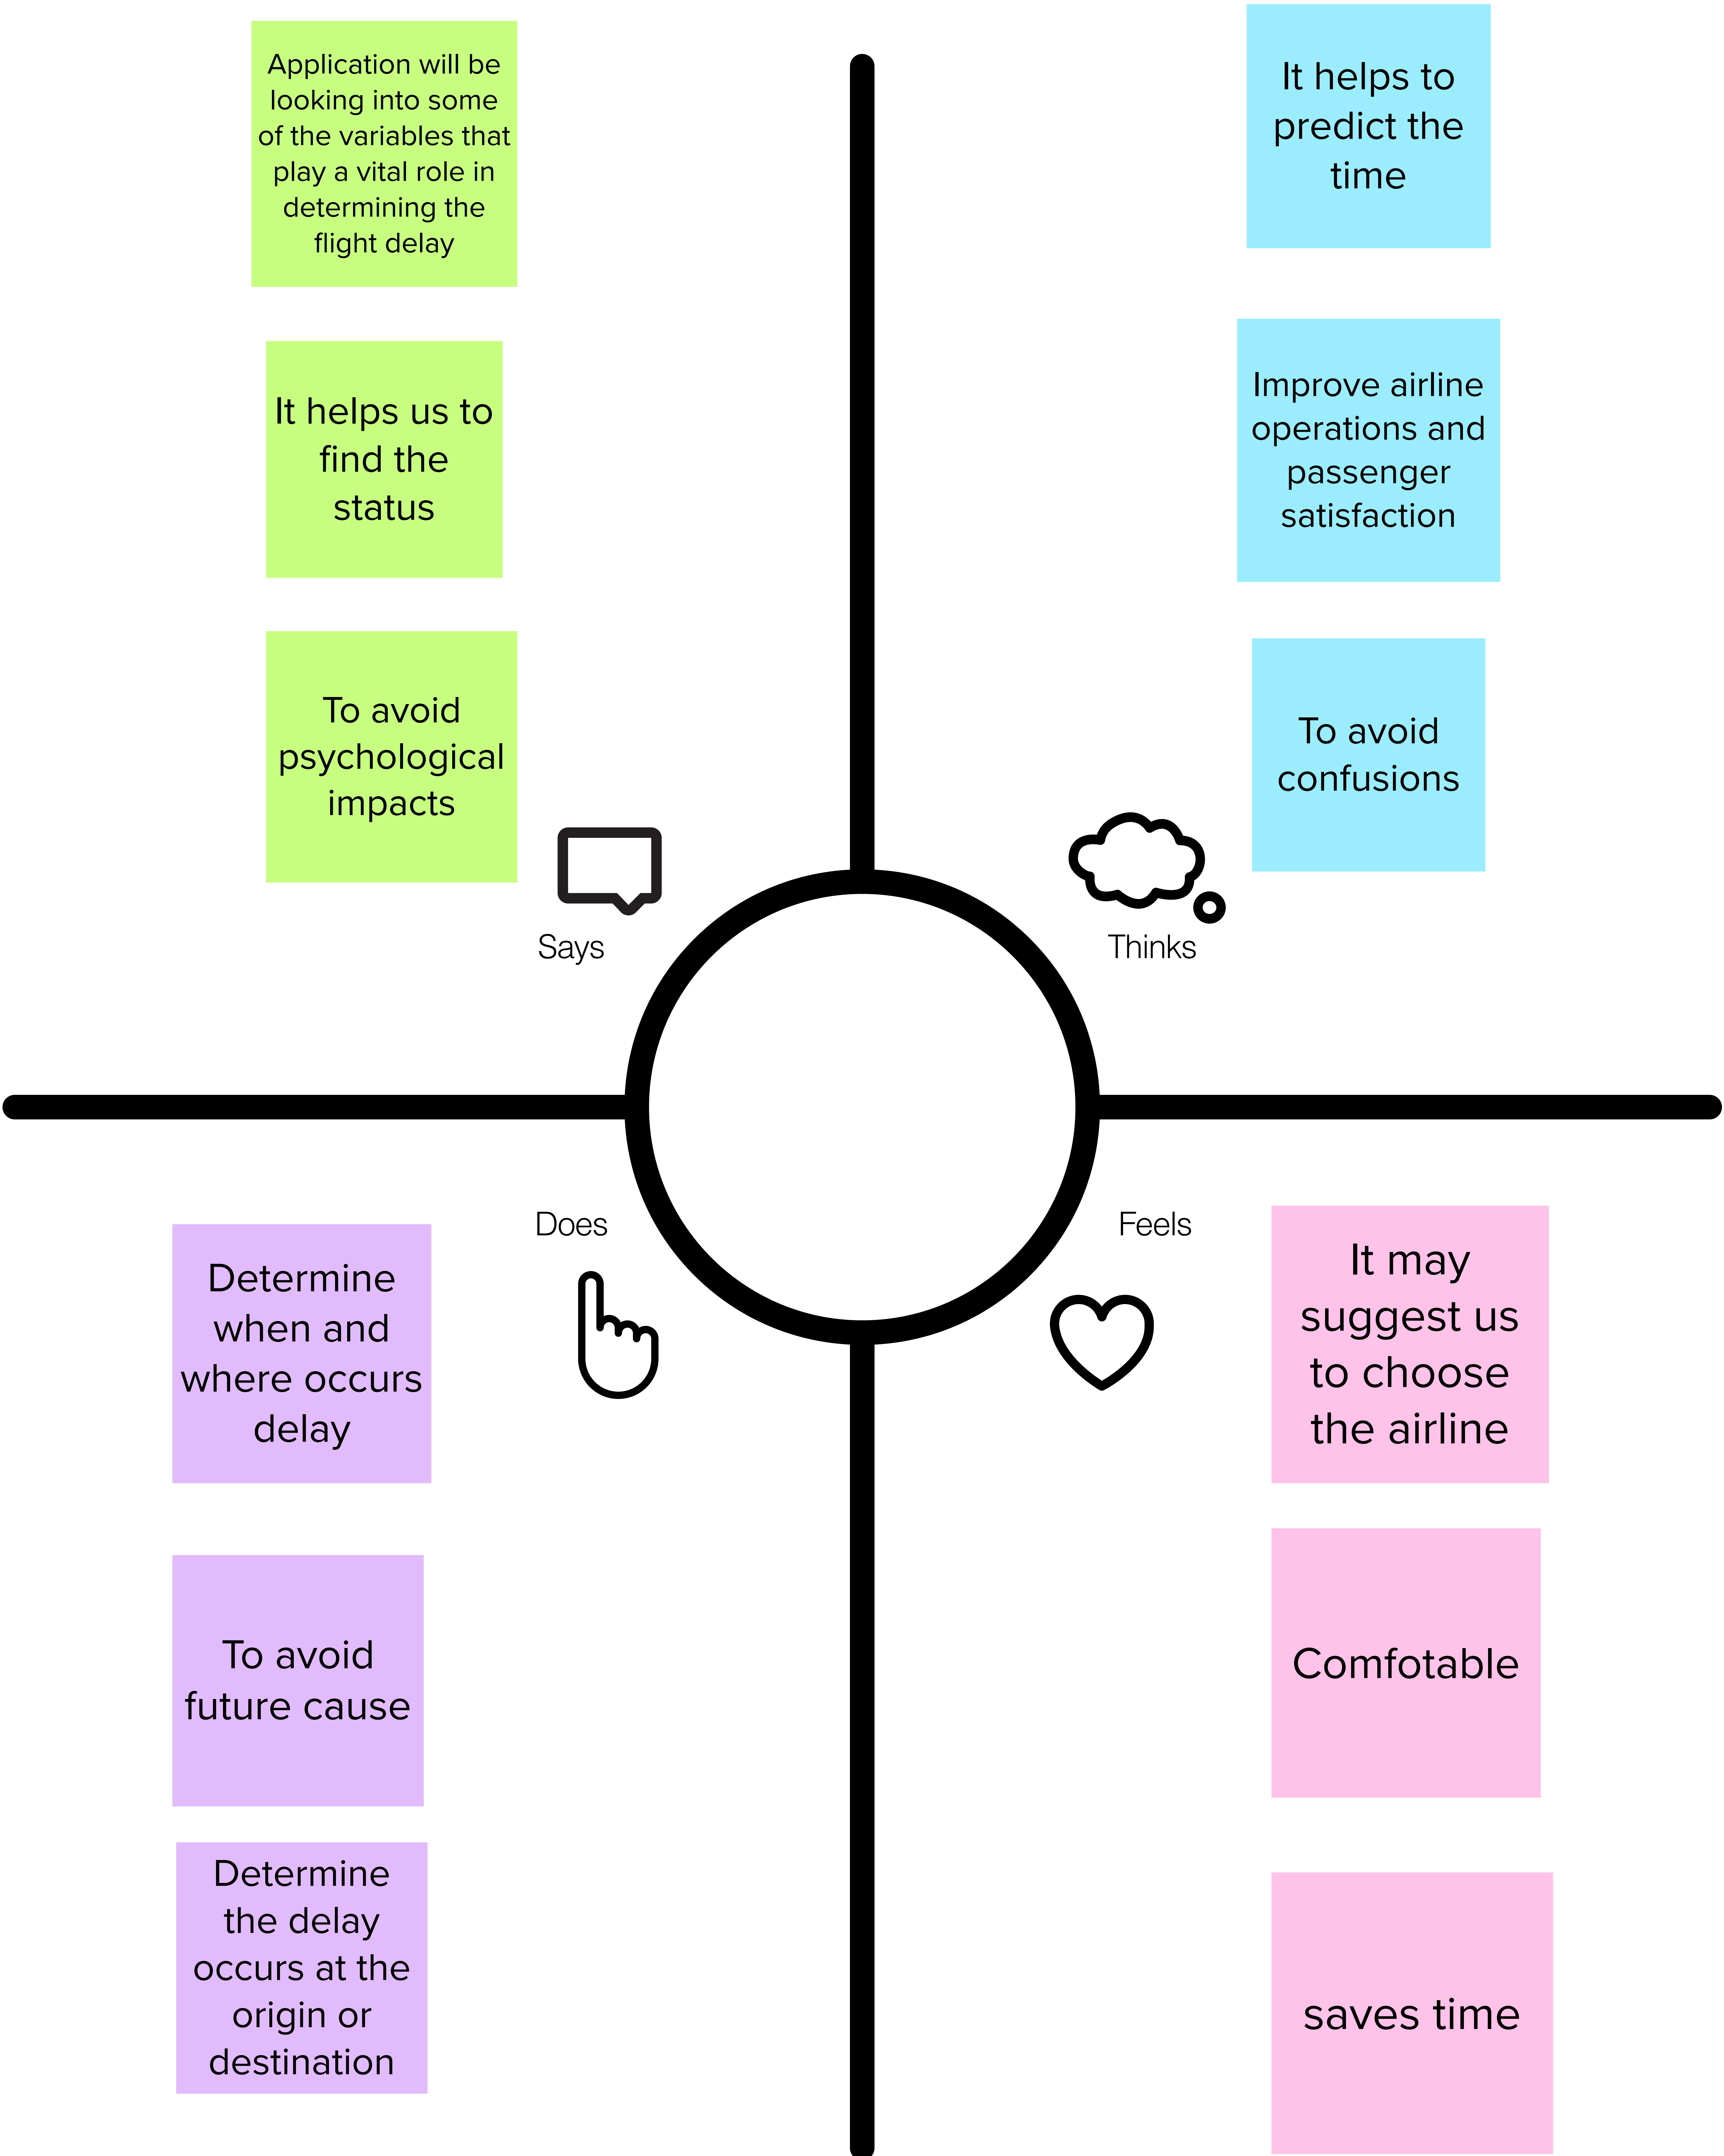 Application will be
looking into some
of the variables that
play a vital role in
determining the
flight delay
It helps us to
find the
status
To avoid
psychological
impacts
Says
It helps to
predict the
time
Improve airline
operations and
passenger
satisfaction
To avoid
confusions
Thinks
Does
Determine
when and
where occurs
delay
To avoid
future cause
Determine
the delay
occurs at the
origin or
destination
Feels
It may
suggest us
to choose
the airline
Comfotable
saves time